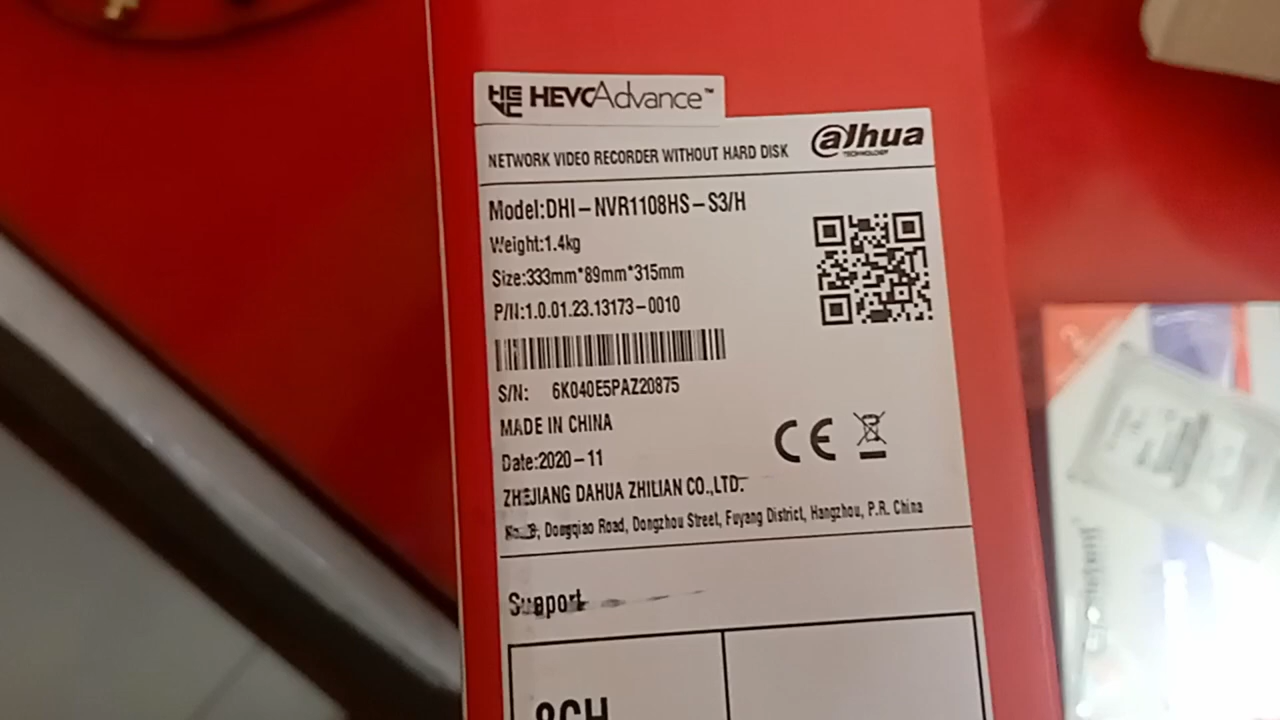 HEVCAdvance™
alhua
TECHNOLOGY
NETWORK VIDEO RECORDER WITHOUT HARD DISK
Model:DHI-NVR1108HS-S3/H
Weight:1.4kg
Size:333mm*89mm*315mm
P/N:1.0.01.23.13173-0010
S/N: 6K040E5PAZ20875
MADE IN CHINA
CE
Date:2020-11
ZHEJIANG DAHUA ZHILIAN CO.,LTD.
Dongqiao Road, Dongzhou Street, Fuyang District, Hangzhou, P.R. China
Support
8CH